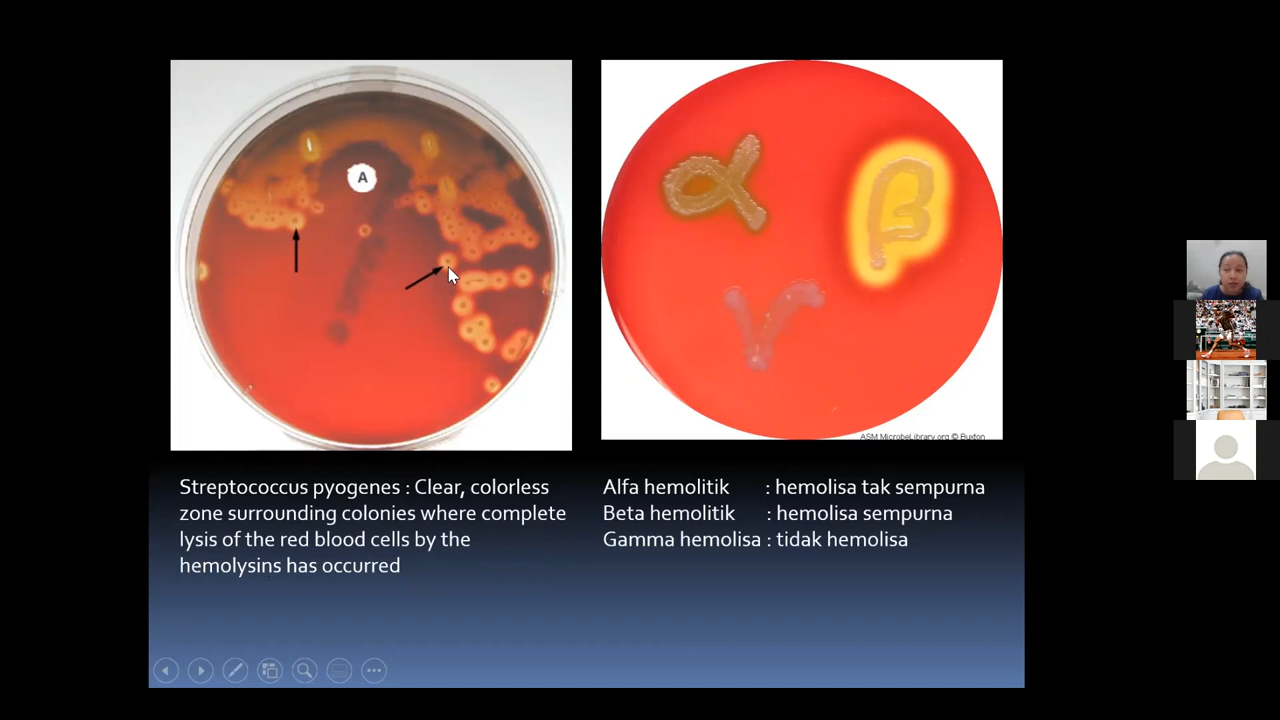 A
α
β
γ
ASM MicrobeLibrary.org © Buxton
Streptococcus pyogenes : Clear, colorless
zone surrounding colonies where complete
lysis of the red blood cells by the
hemolysins has occurred
Alfa hemolitik : hemolisa tak sempurna
Beta hemolitik : hemolisa sempurna
Gamma hemolisa : tidak hemolisa